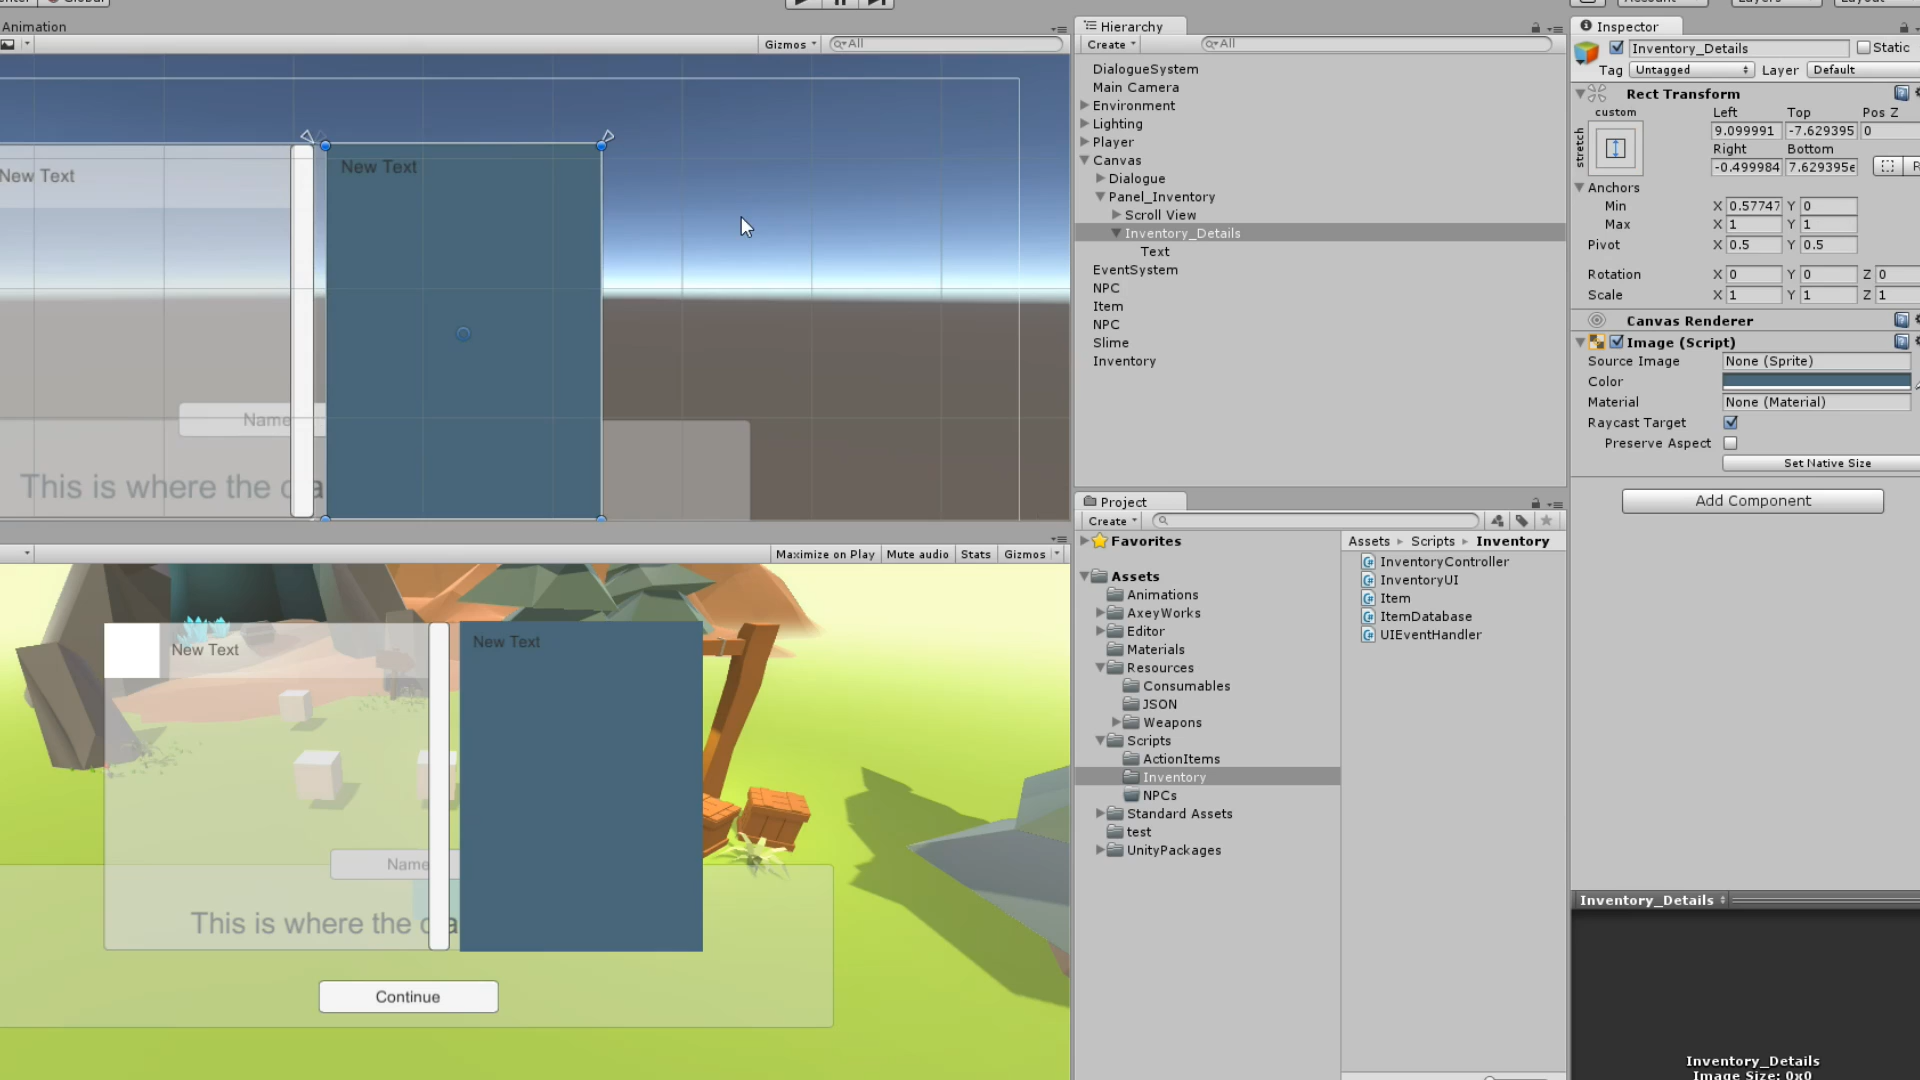 Global
Account
Layers
Layout
Animation
Gizmos
All
New Text
New Text
Name
This is where the
Hierarchy
Create
All
DialogueSystem
Main Camera
Environment
Lighting
Player
Canvas
Dialogue
Panel_Inventory
Scroll View
Inventory_Details
Text
EventSystem
NPC
Item
NPC
Slime
Inventory
Inspector
Inventory_Details
Static
Tag Untagged Layer Default
Rect Transform
custom
stretch
Left Top Pos Z
9.099991 -7.629395 0
Right Bottom
-0.499984 7.629395e R
Anchors
Min X 0.57747 Y 0
Max X 1 Y 1
Pivot X 0.5 Y 0.5
Rotation X 0 Y 0 Z 0
Scale X 1 Y 1 Z 1
Canvas Renderer
Image (Script)
Source Image None (Sprite)
Color
Material None (Material)
Raycast Target
Preserve Aspect
Set Native Size
Add Component
Maximize on Play Mute audio Stats Gizmos
New Text
New Text
Name
This is where the
Continue
Project
Create
Favorites
Assets
Animations
AxeyWorks
Editor
Materials
Resources
Consumables
JSON
Weapons
Scripts
ActionItems
Inventory
NPCs
Standard Assets
test
UnityPackages
Assets Scripts Inventory
InventoryController
InventoryUI
Item
ItemDatabase
UIEventHandler
Inventory_Details
Inventory_Details
Image Size: 0x0